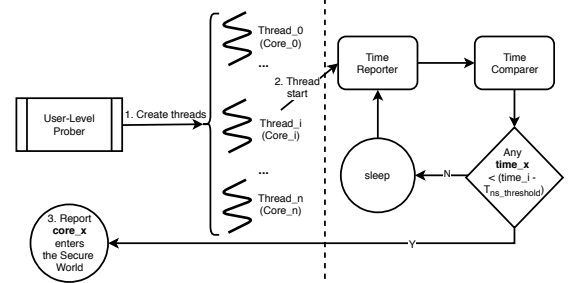 User-Level
Prober
1. Create threads
Thread_0
(Core_0)
...
2. Thread
start
Thread_i
(Core_i)
...
Thread_n
(Core_n)
Time
Reporter
Time
Comparer
Any
time_x
< (time_i -
Tns_threshold)
N
sleep
Y
3. Report
core_x
enters
the Secure
World